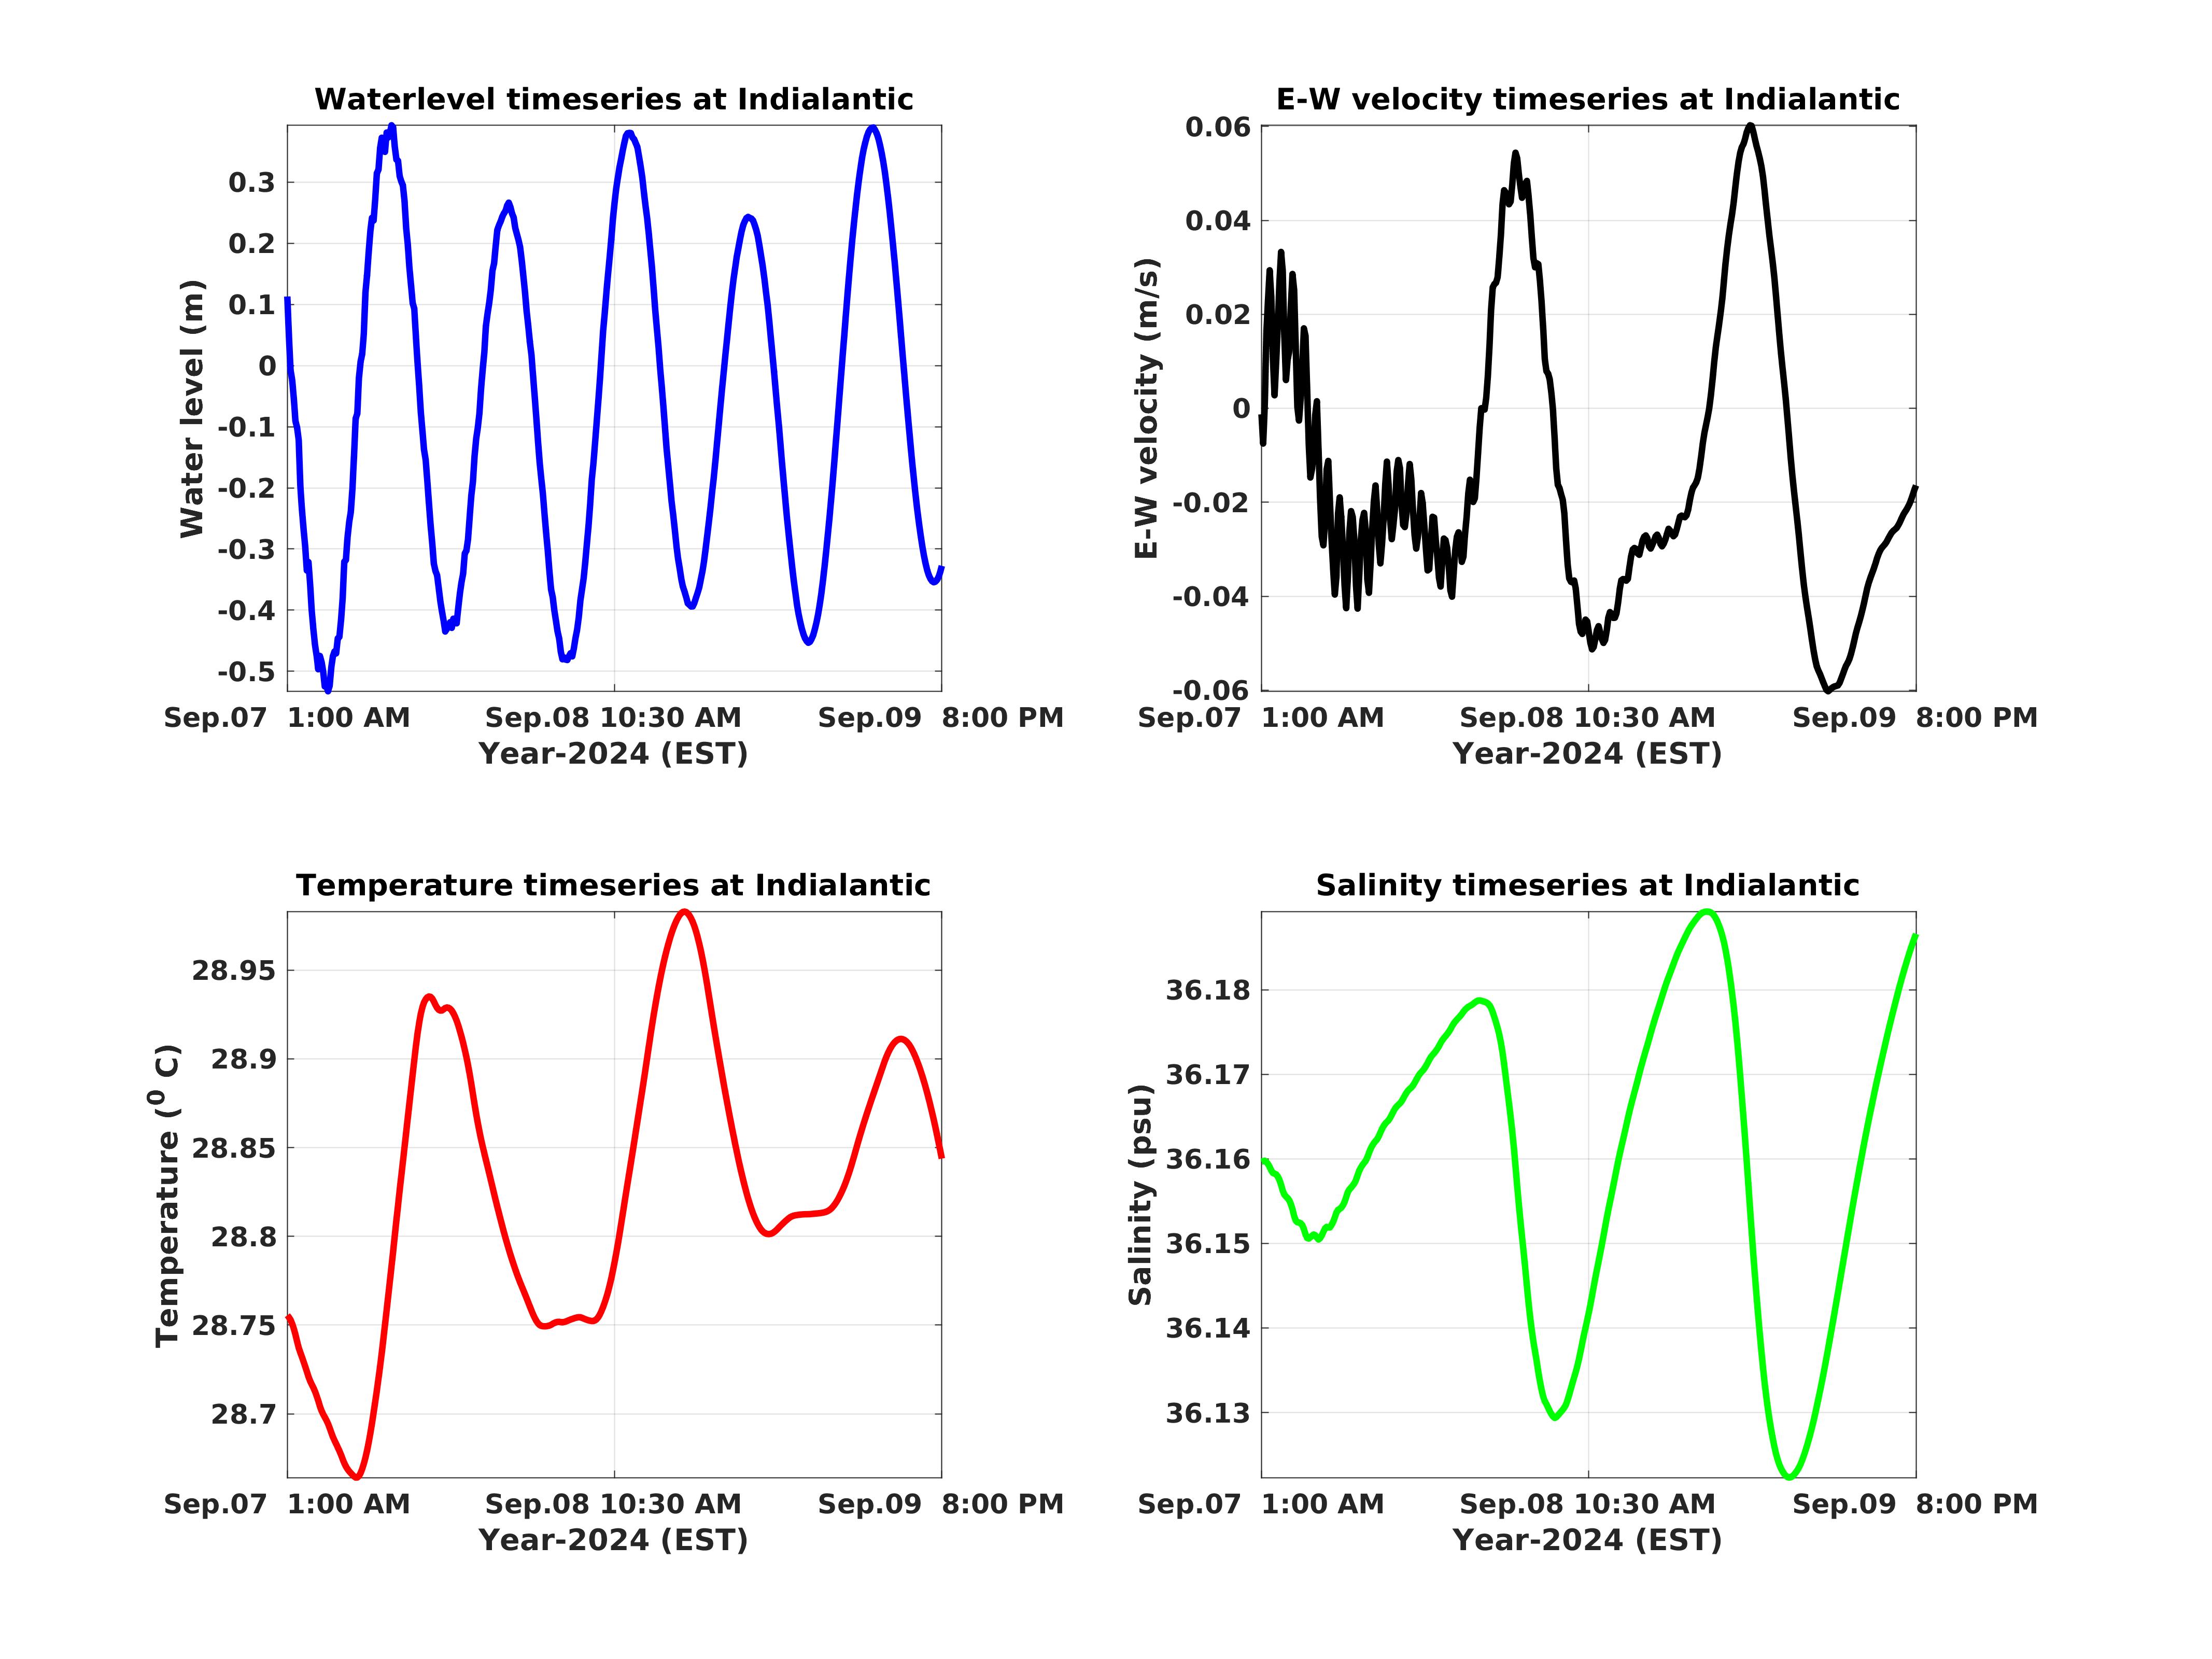 Waterlevel timeseries at Indialantic
0.3
0.2
0.1
0
-0.1
-0.2
-0.3
-0.4
-0.5
Water level (m)
Sep.07 1:00 AM Sep.08 10:30 AM Sep.09 8:00 PM
Year-2024 (EST)
E-W velocity timeseries at Indialantic
0.06
0.04
0.02
0
-0.02
-0.04
-0.06
E-W velocity (m/s)
Sep.07 1:00 AM Sep.08 10:30 AM Sep.09 8:00 PM
Year-2024 (EST)
Temperature timeseries at Indialantic
28.95
28.9
28.85
28.8
28.75
28.7
Temperature (⁰ C)
Sep.07 1:00 AM Sep.08 10:30 AM Sep.09 8:00 PM
Year-2024 (EST)
Salinity timeseries at Indialantic
36.18
36.17
36.16
36.15
36.14
36.13
Salinity (psu)
Sep.07 1:00 AM Sep.08 10:30 AM Sep.09 8:00 PM
Year-2024 (EST)